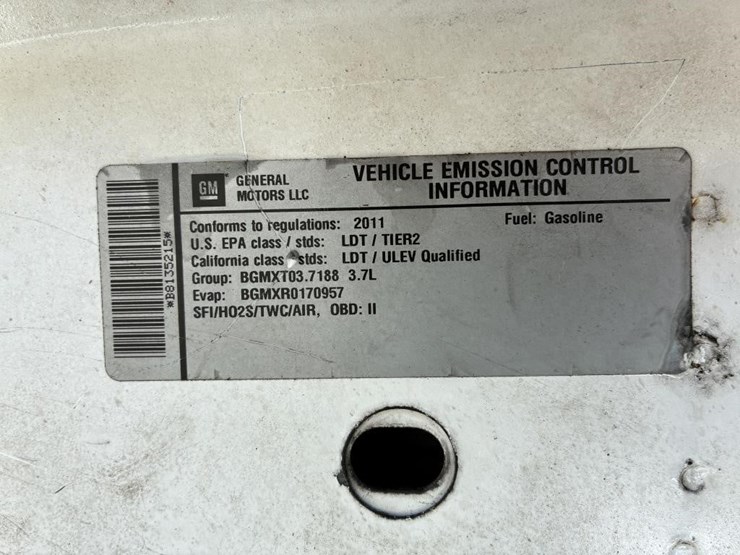 GM GENERAL MOTORS LLC
VEHICLE EMISSION CONTROL
INFORMATION
Conforms to regulations: 2011
Fuel: Gasoline
U.S. EPA class / stds: LDT / TIER2
California class stds: LDT / ULEV Qualified
Group: BGMXT03.7188 3.7L
Evap: BGMXR0170957
SFI/HO2S/TWC/AIR, OBD: II
*B8135215*